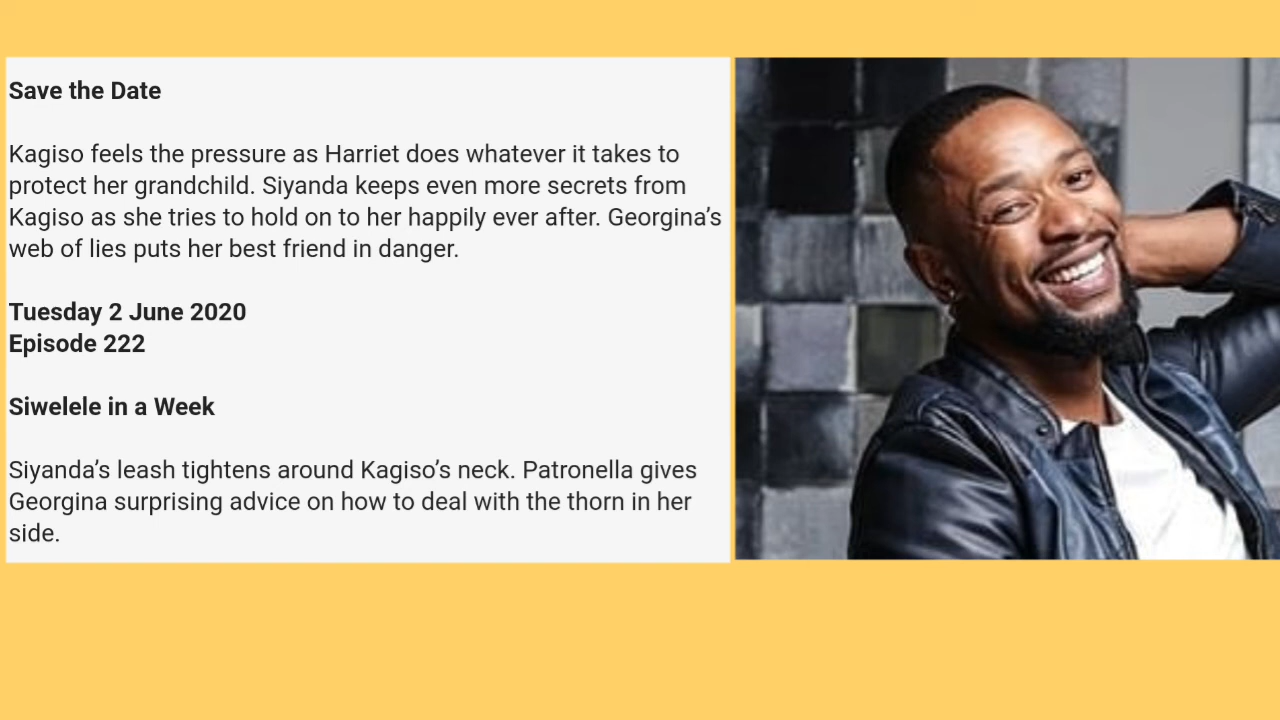 Save the Date
Kagiso feels the pressure as Harriet does whatever it takes to
protect her grandchild. Siyanda keeps even more secrets from
Kagiso as she tries to hold on to her happily ever after. Georgina’s
web of lies puts her best friend in danger.
Tuesday 2 June 2020
Episode 222
Siwelele in a Week
Siyanda’s leash tightens around Kagiso’s neck. Patronella gives
Georgina surprising advice on how to deal with the thorn in her
side.